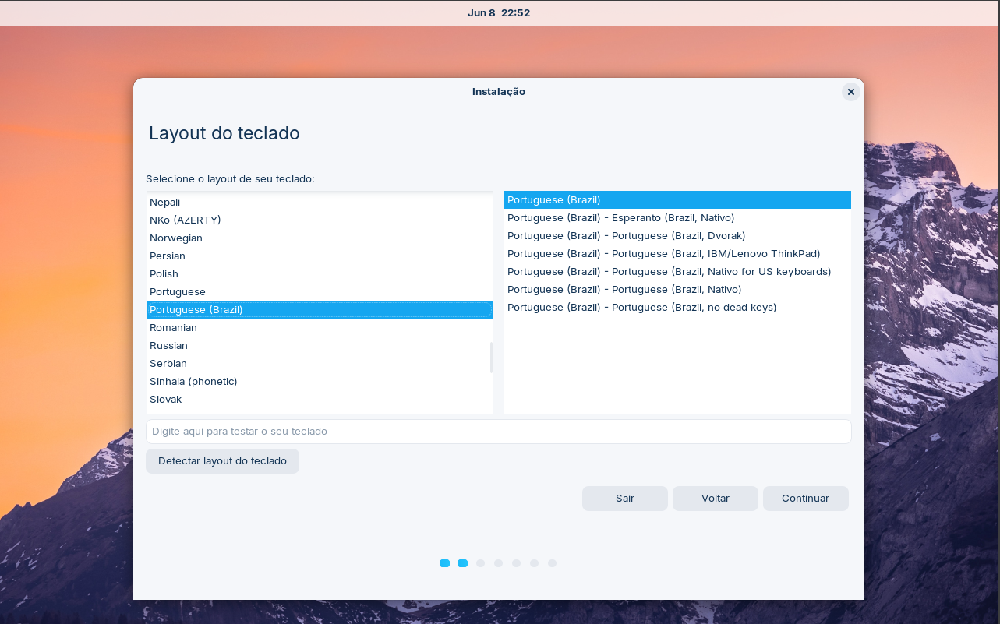 Jun 8 22:52
Instalação
Layout do teclado
Selecione o layout de seu teclado:
Nepali
NKo (AZERTY)
Norwegian
Persian
Polish
Portuguese
Portuguese (Brazil)
Romanian
Russian
Serbian
Sinhala (phonetic)
Slovak
Portuguese (Brazil)
Portuguese (Brazil) - Esperanto (Brazil, Nativo)
Portuguese (Brazil) - Portuguese (Brazil, Dvorak)
Portuguese (Brazil) - Portuguese (Brazil, IBM/Lenovo ThinkPad)
Portuguese (Brazil) - Portuguese (Brazil, Nativo for US keyboards)
Portuguese (Brazil) - Portuguese (Brazil, Nativo)
Portuguese (Brazil) - Portuguese (Brazil, no dead keys)
Digite aqui para testar o seu teclado
Detectar layout do teclado
Sair
Voltar
Continuar